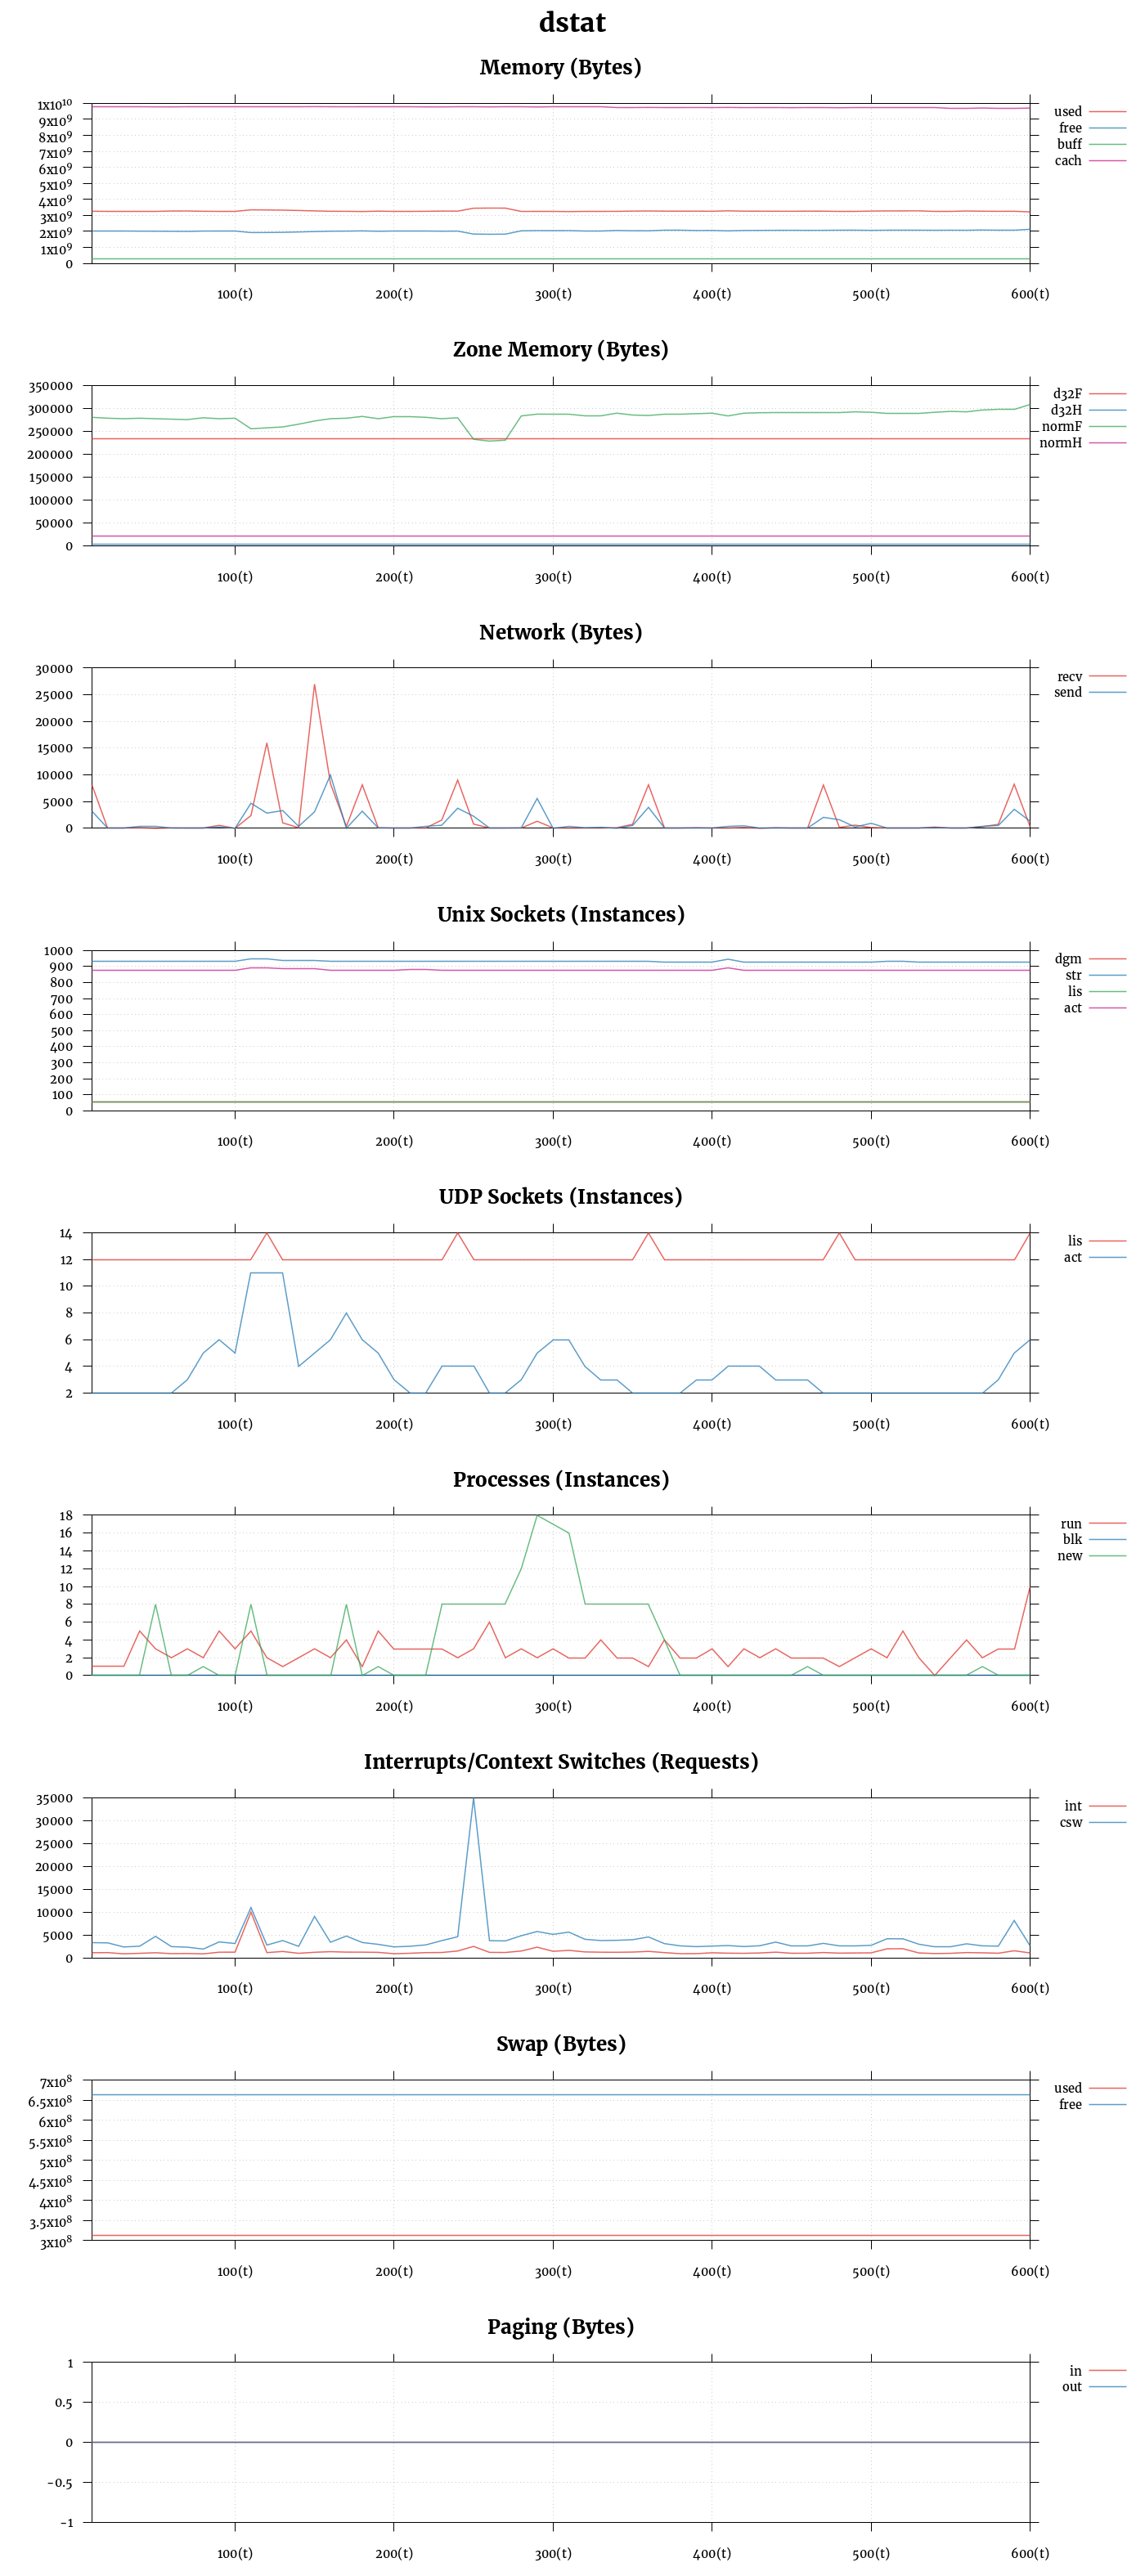 dstat
Memory (Bytes)
1x10¹⁰
9x10⁹
8x10⁹
7x10⁹
6x10⁹
5x10⁹
4x10⁹
3x10⁹
2x10⁹
1x10⁹
0
used
free
buff
cach
100(t) 200(t) 300(t) 400(t) 500(t) 600(t)
Zone Memory (Bytes)
350000
300000
250000
200000
150000
100000
50000
0
d32F
d32H
normF
normH
100(t) 200(t) 300(t) 400(t) 500(t) 600(t)
Network (Bytes)
30000
25000
20000
15000
10000
5000
0
recv
send
100(t) 200(t) 300(t) 400(t) 500(t) 600(t)
Unix Sockets (Instances)
1000
900
800
700
600
500
400
300
200
100
0
dgm
str
lis
act
100(t) 200(t) 300(t) 400(t) 500(t) 600(t)
UDP Sockets (Instances)
14
12
10
8
6
4
2
lis
act
100(t) 200(t) 300(t) 400(t) 500(t) 600(t)
Processes (Instances)
18
16
14
12
10
8
6
4
2
0
run
blk
new
100(t) 200(t) 300(t) 400(t) 500(t) 600(t)
Interrupts/Context Switches (Requests)
35000
30000
25000
20000
15000
10000
5000
0
int
csw
100(t) 200(t) 300(t) 400(t) 500(t) 600(t)
Swap (Bytes)
7x10⁸
6.5x10⁸
6x10⁸
5.5x10⁸
5x10⁸
4.5x10⁸
4x10⁸
3.5x10⁸
3x10⁸
used
free
100(t) 200(t) 300(t) 400(t) 500(t) 600(t)
Paging (Bytes)
1
0.5
0
-0.5
-1
in
out
100(t) 200(t) 300(t) 400(t) 500(t) 600(t)